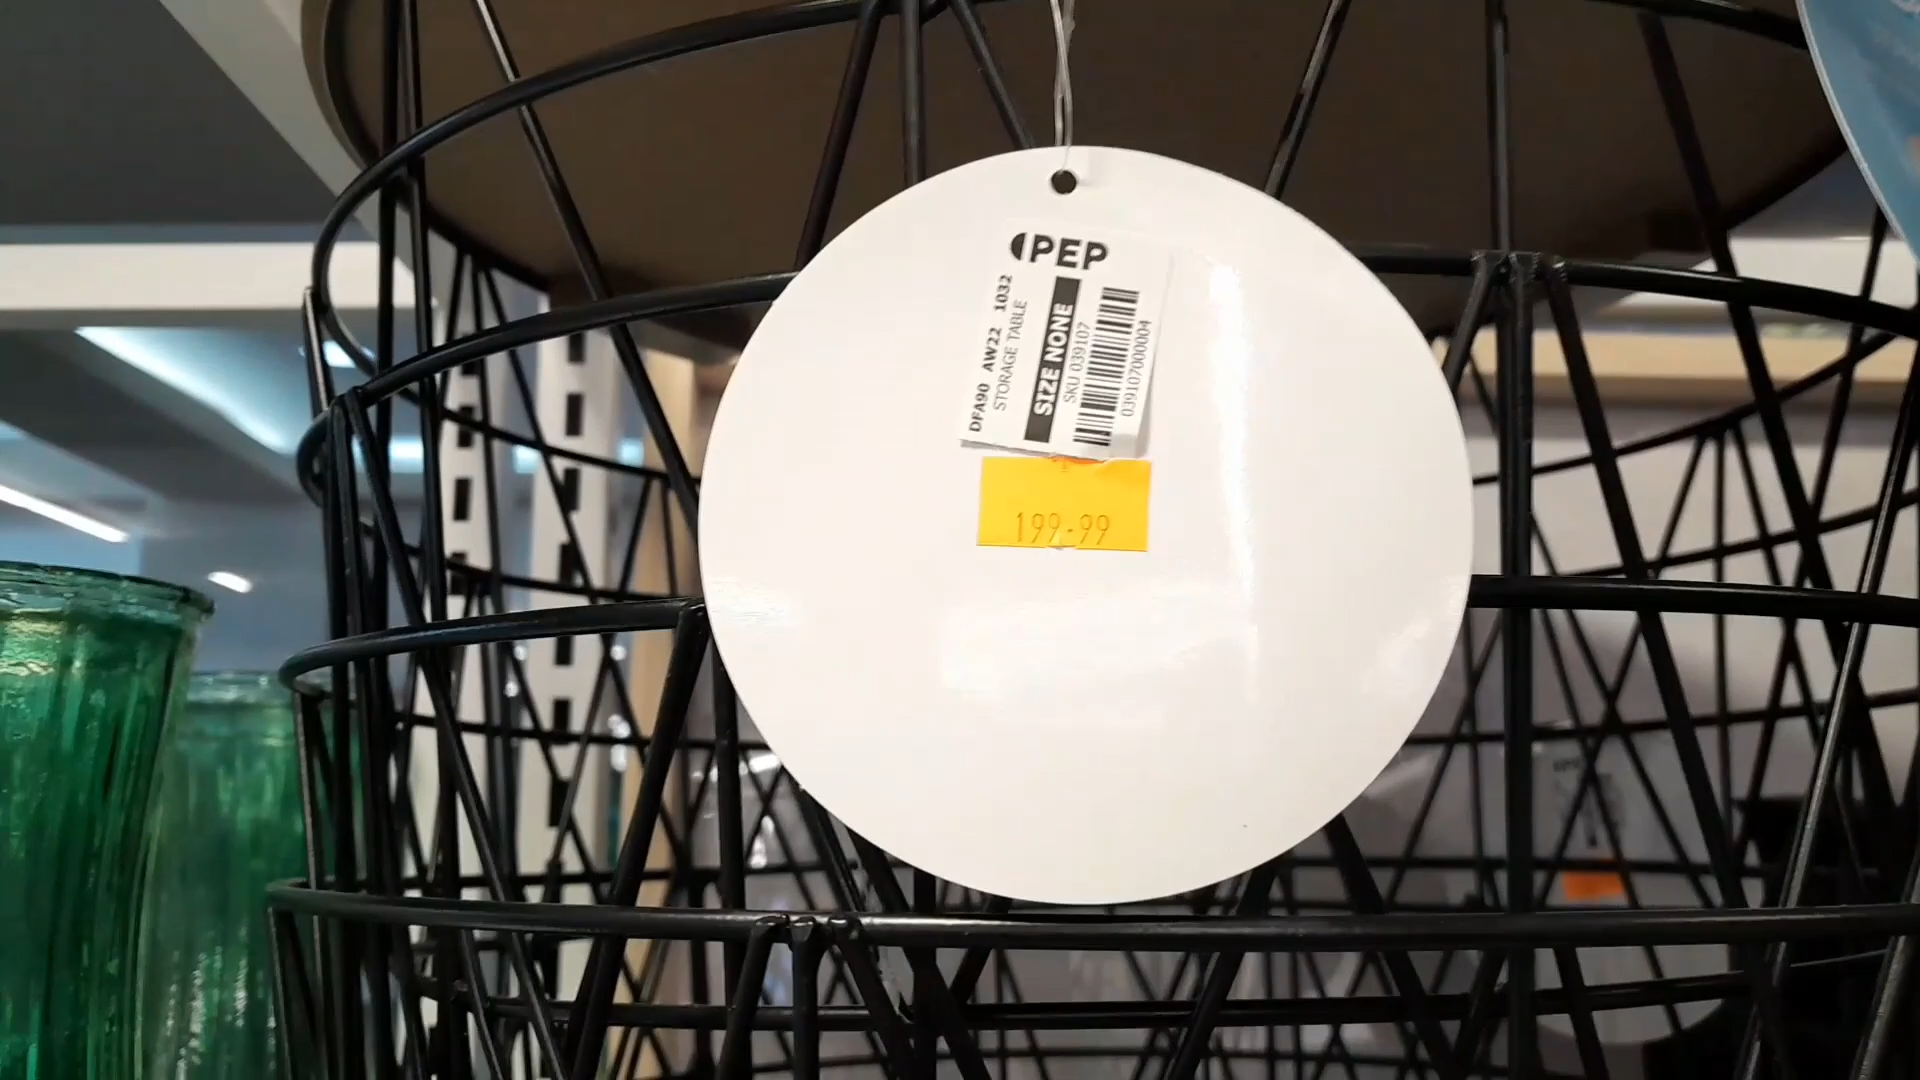 PEP
DFA90 AW22 1032
STORAGE TABLE
SIZE NONE
SKU 039107
039107000004
199.99